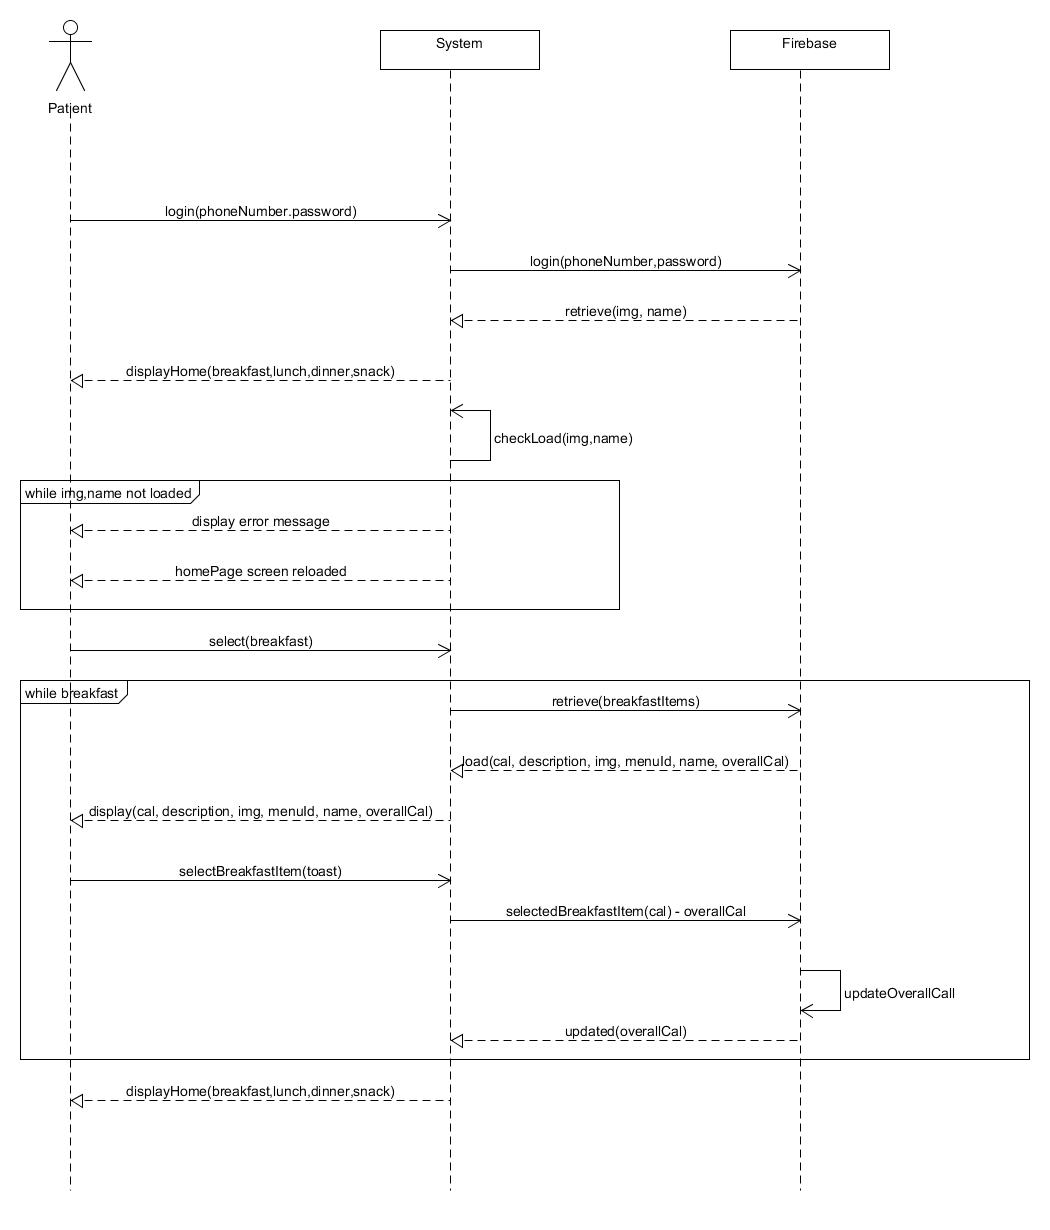 System
Firebase
Patient
login(phoneNumber.password)
login(phoneNumber,password)
retrieve(img, name)
displayHome(breakfast,lunch,dinner,snack)
checkLoad(img,name)
while img,name not loaded
display error message
homePage screen reloaded
select(breakfast)
while breakfast
retrieve(breakfastItems)
load(cal, description, img, menuId, name, overallCal)
display(cal, description, img, menuId, name, overallCal)
selectBreakfastItem(toast)
selectedBreakfastItem(cal) - overallCal
updateOverallCall
updated(overallCal)
displayHome(breakfast,lunch,dinner,snack)